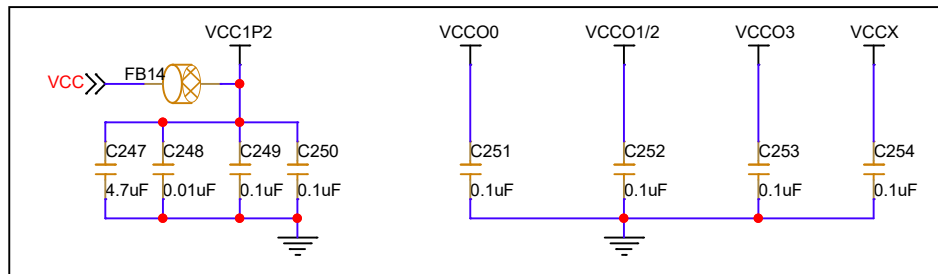 VCC1P2
VCCO0
VCCO1/2
VCCO3
VCCX
VCC
FB14
C247
C248
C249
C250
C251
C252
C253
C254
4.7uF
0.01uF
0.1uF
0.1uF
0.1uF
0.1uF
0.1uF
0.1uF